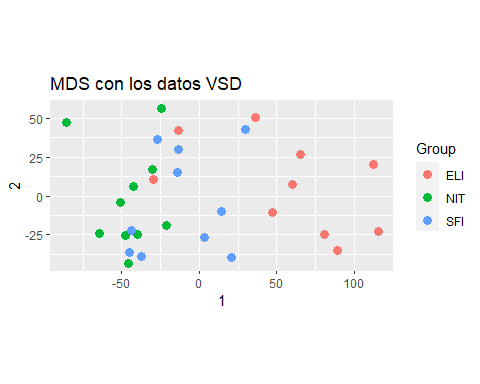 MDS con los datos VSD
50
25
0
-25
2
-50
0
50
100
1
Group
ELI
NIT
SFI